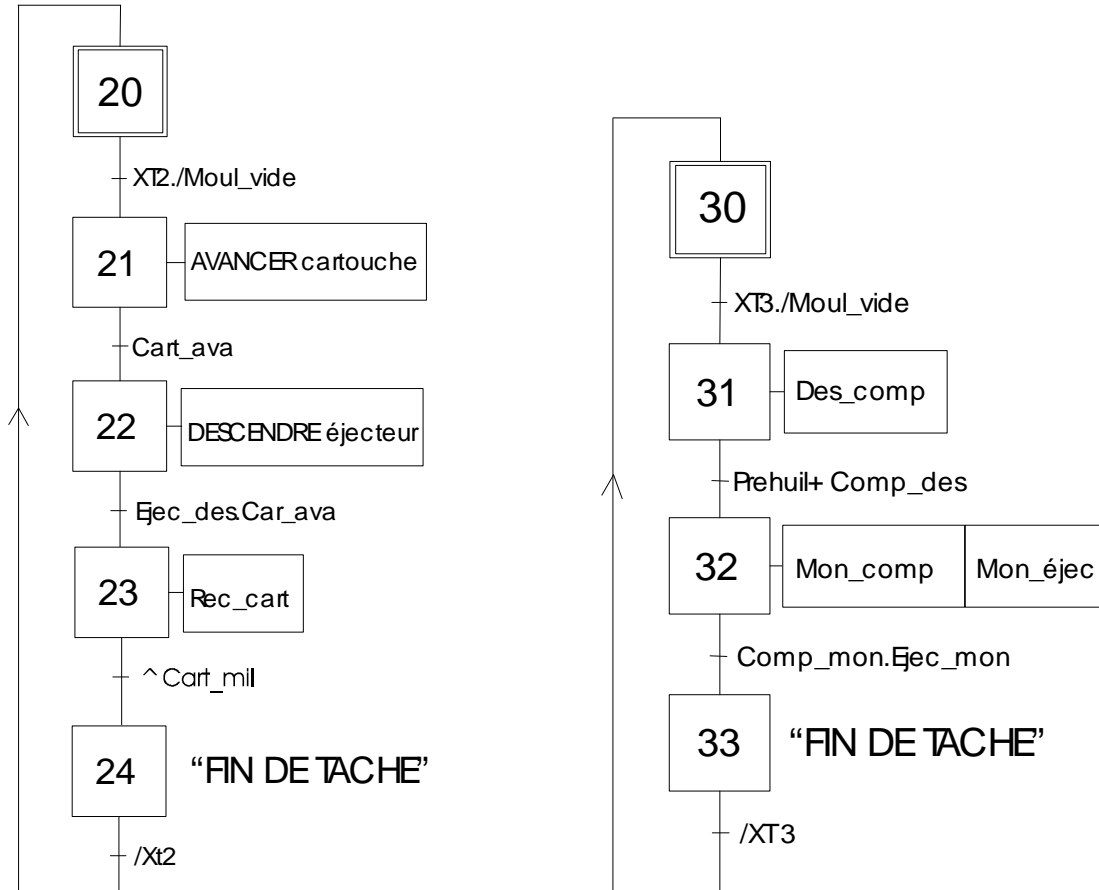 20
XT2./Moul_vide
21
AVANCER cartouche
Cart_ava
22
DESCENDRE éjecteur
Ejec_des.Car_ava
23
Rec_cart
^ Cart_mil
24
“FIN DE TACHE”
/Xt2
30
XT3./Moul_vide
31
Des_comp
Prehuil+ Comp_des
32
Mon_comp
Mon_éjec
Comp_mon.Ejec_mon
33
“FIN DE TACHE”
/XT3